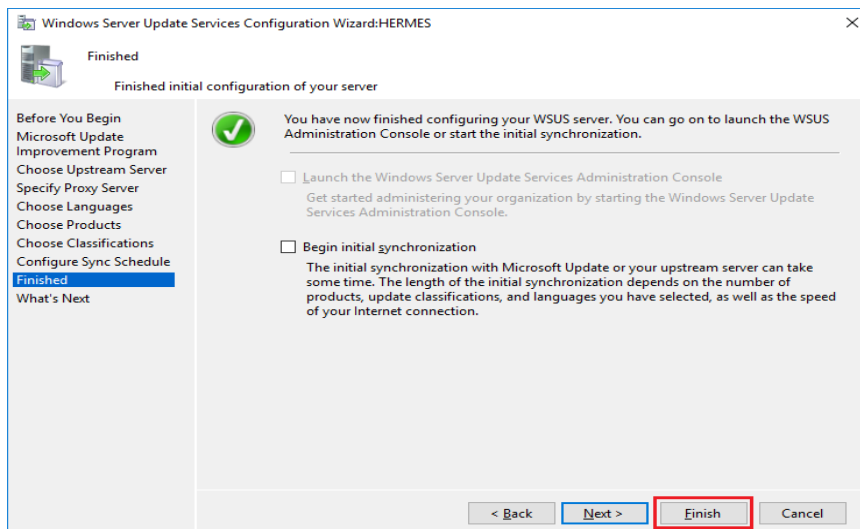 Windows Server Update Services Configuration Wizard:HERMES
Finished
Finished initial configuration of your server
Before You Begin
Microsoft Update
Improvement Program
Choose Upstream Server
Specify Proxy Server
Choose Languages
Choose Products
Choose Classifications
Configure Sync Schedule
Finished
What's Next
You have now finished configuring your WSUS server. You can go on to launch the WSUS
Administration Console or start the initial synchronization.
Launch the Windows Server Update Services Administration Console
Get started administering your organization by starting the Windows Server Update
Services Administration Console.
Begin initial synchronization
The initial synchronization with Microsoft Update or your upstream server can take
some time. The length of the initial synchronization depends on the number of
products, update classifications, and languages you have selected, as well as the speed
of your Internet connection.
< Back
Next >
Finish
Cancel